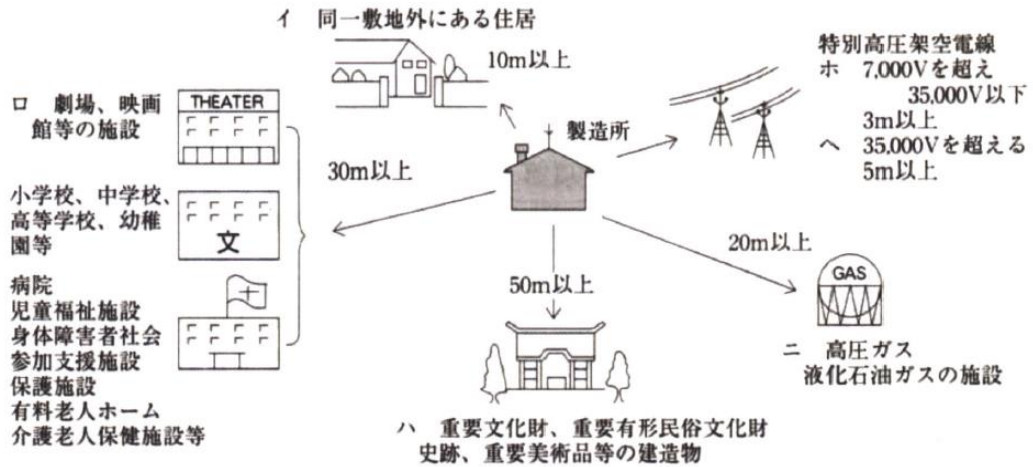 イ 同一敷地外にある住居
10m以上
特別高圧架空電線
ホ 7,000Vを超え
35,000V以下
3m以上
ヘ 35,000Vを超える
5m以上
ロ 劇場、映画
館等の施設
THEATER
製造所
30m以上
小学校、中学校、
高等学校、幼稚
園等
文
20m以上
GAS
病院
児童福祉施設
身体障害者社会
参加支援施設
保護施設
有料老人ホーム
介護老人保健施設等
50m以上
ニ 高圧ガス
液化石油ガスの施設
ハ 重要文化財、重要有形民俗文化財
史跡、重要美術品等の建造物